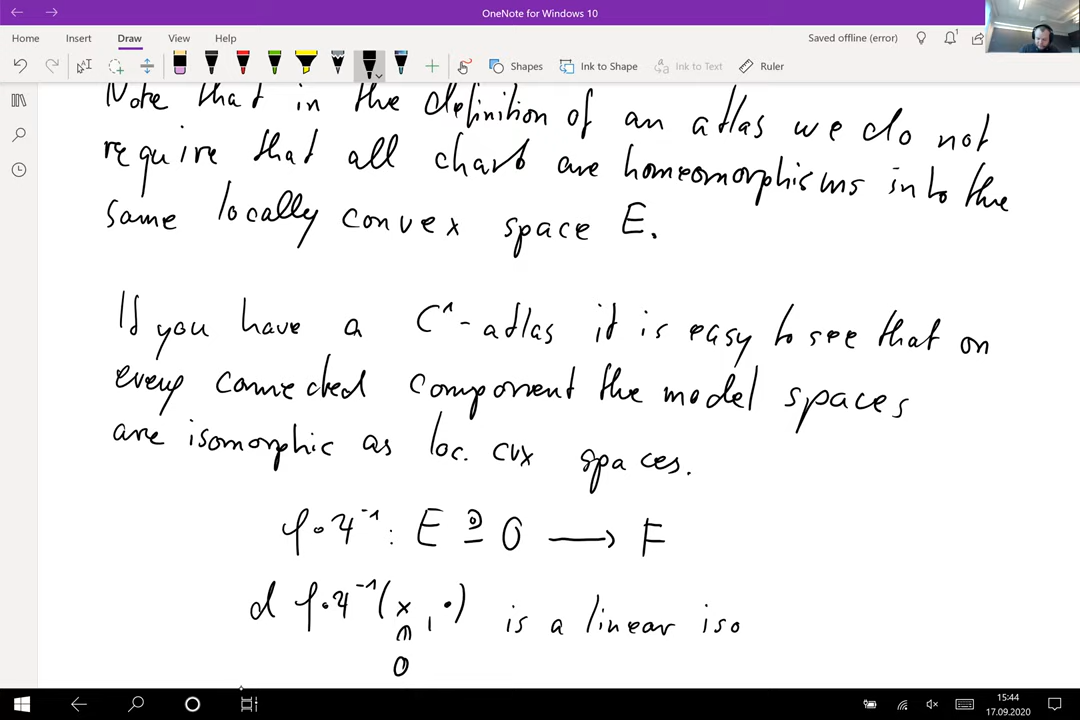 OneNote for Windows 10
Home Insert Draw View Help
Saved offline (error)
Shapes Ink to Shape Ink to Text Ruler
Note that in the definition of an atlas we do not
require that all charts are homeomorphisms into the
same locally convex space E.
If you have a C^1-atlas it is easy to see that on
every connected component the model spaces
are isomorphic as loc. cvx spaces.
φ∘ψ^-1 : E ⊇ O → F
d φ∘ψ^-1 (x, •) is a linear iso
O
15:44
17.09.2020